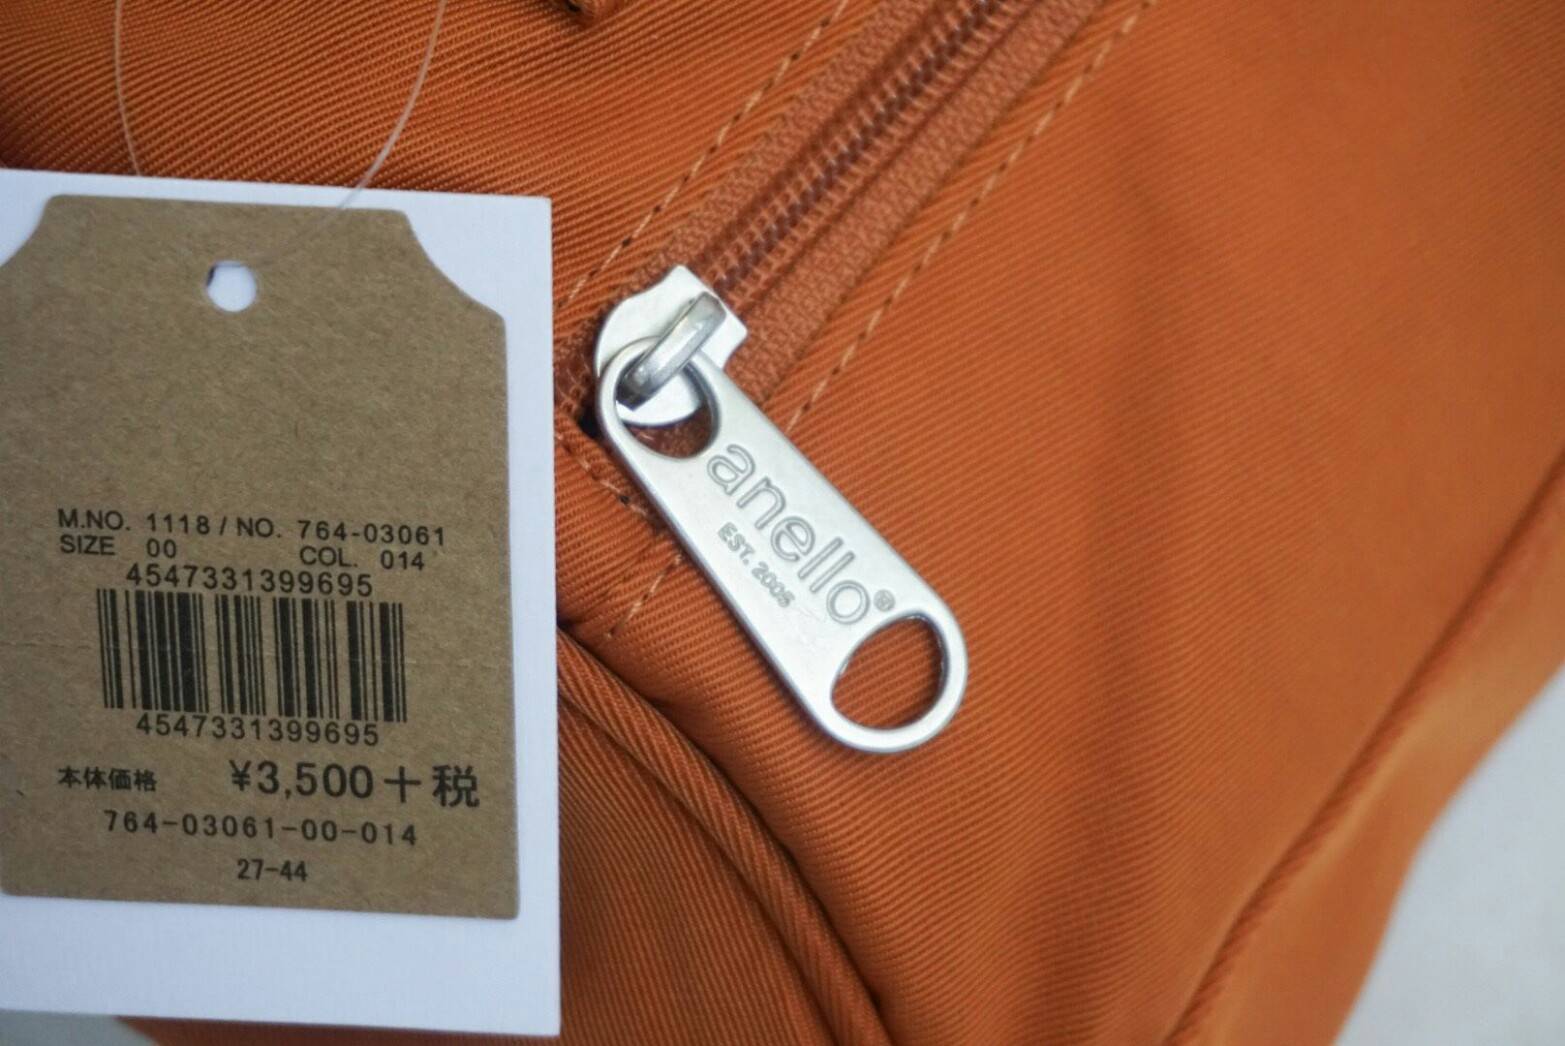 M.NO. 1118 / NO. 764-03061
SIZE 00 COL. 014
4547331399695
4547331399695
本体価格 ¥3,500+税
764-03061-00-014
27-44
anello®
EST. 2005